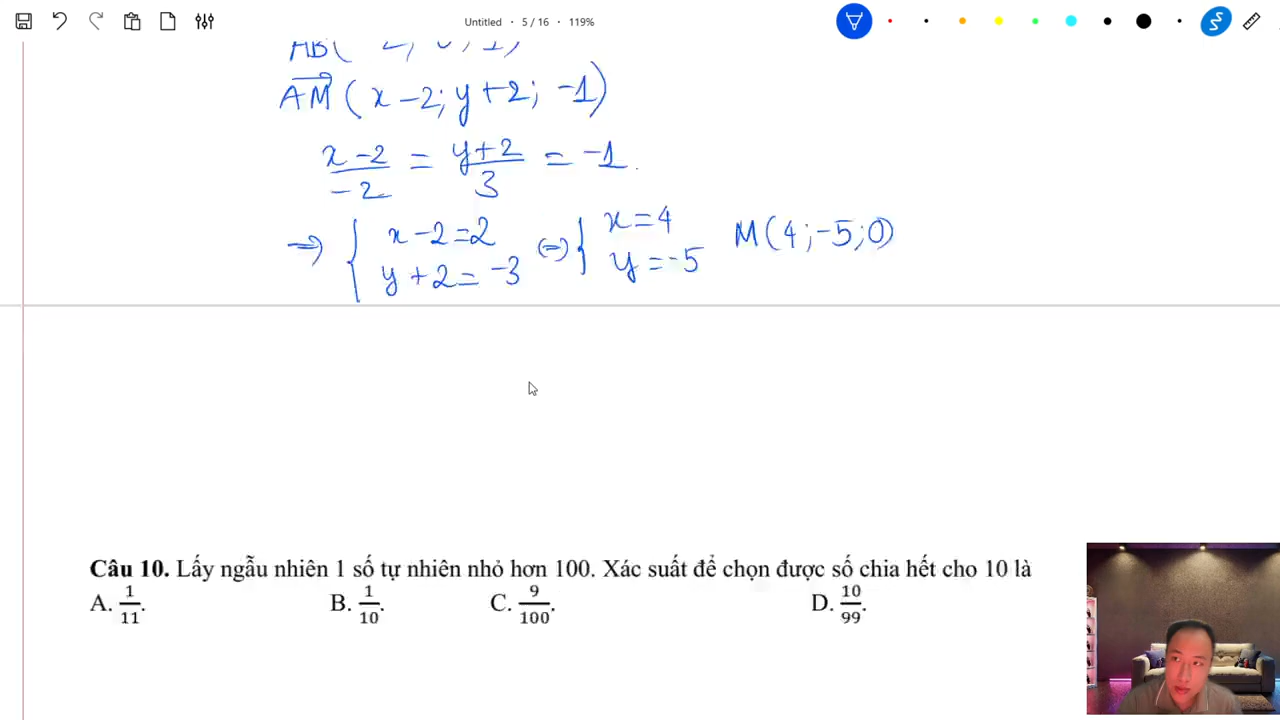 Untitled • 5 / 16 • 119%
AM ( x - 2; y + 2; -1)
x - 2 / -2 = y + 2 / 3 = -1.
→ { x - 2 = 2 ⇔ { x = 4 M(4; -5; 0)
y + 2 = -3 y = -5
Câu 10. Lấy ngẫu nhiên 1 số tự nhiên nhỏ hơn 100. Xác suất để chọn được số chia hết cho 10 là
A. 1/11. B. 1/10. C. 9/100. D. 10/99.